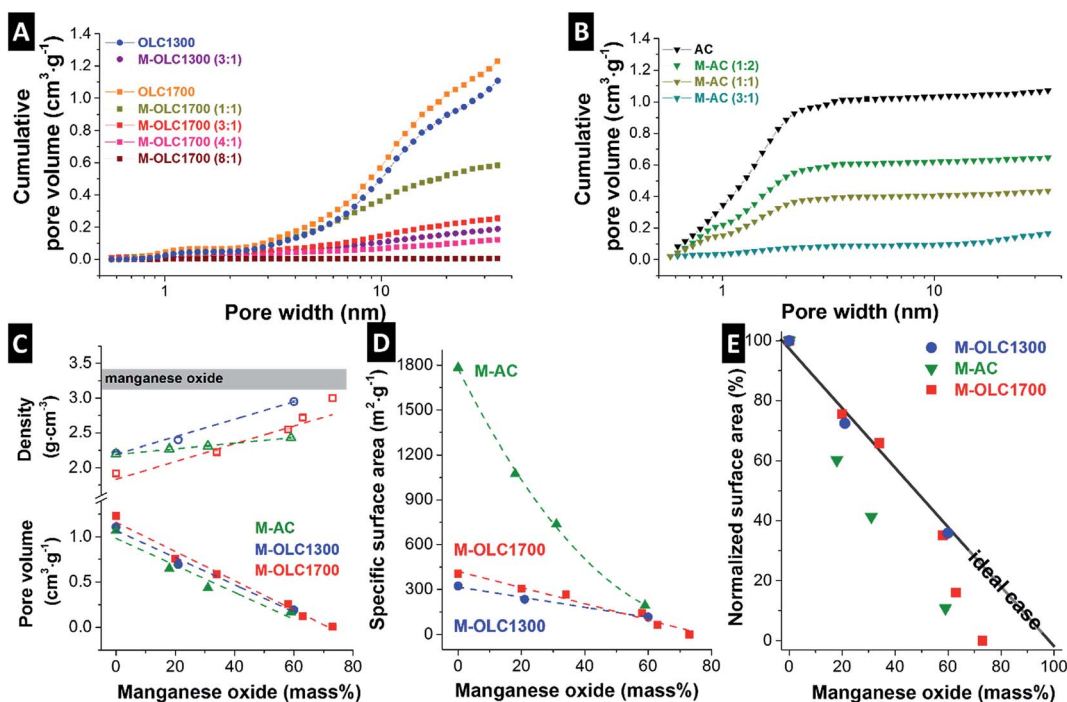 A
1.4
1.2
1.0
0.8
0.6
0.4
0.2
0.0
Cumulative
pore volume (cm³·g⁻¹)
OLC1300
M-OLC1300 (3:1)
OLC1700
M-OLC1700 (1:1)
M-OLC1700 (3:1)
M-OLC1700 (4:1)
M-OLC1700 (8:1)
1
10
Pore width (nm)
B
1.4
1.2
1.0
0.8
0.6
0.4
0.2
0.0
Cumulative
pore volume (cm³·g⁻¹)
AC
M-AC (1:2)
M-AC (1:1)
M-AC (3:1)
1
10
Pore width (nm)
C
3.5
3.0
2.5
2.0
1.0
0.5
0.0
Density
(g·cm⁻³)
Pore volume
(cm³·g⁻¹)
manganese oxide
M-AC
M-OLC1300
M-OLC1700
0
20
40
60
80
Manganese oxide (mass%)
D
1800
1500
1200
900
600
300
0
Specific surface area (m²·g⁻¹)
M-AC
M-OLC1700
M-OLC1300
0
20
40
60
80
Manganese oxide (mass%)
E
100
80
60
40
20
0
Normalized surface area (%)
M-OLC1300
M-AC
M-OLC1700
ideal case
0
20
40
60
80
100
Manganese oxide (mass%)